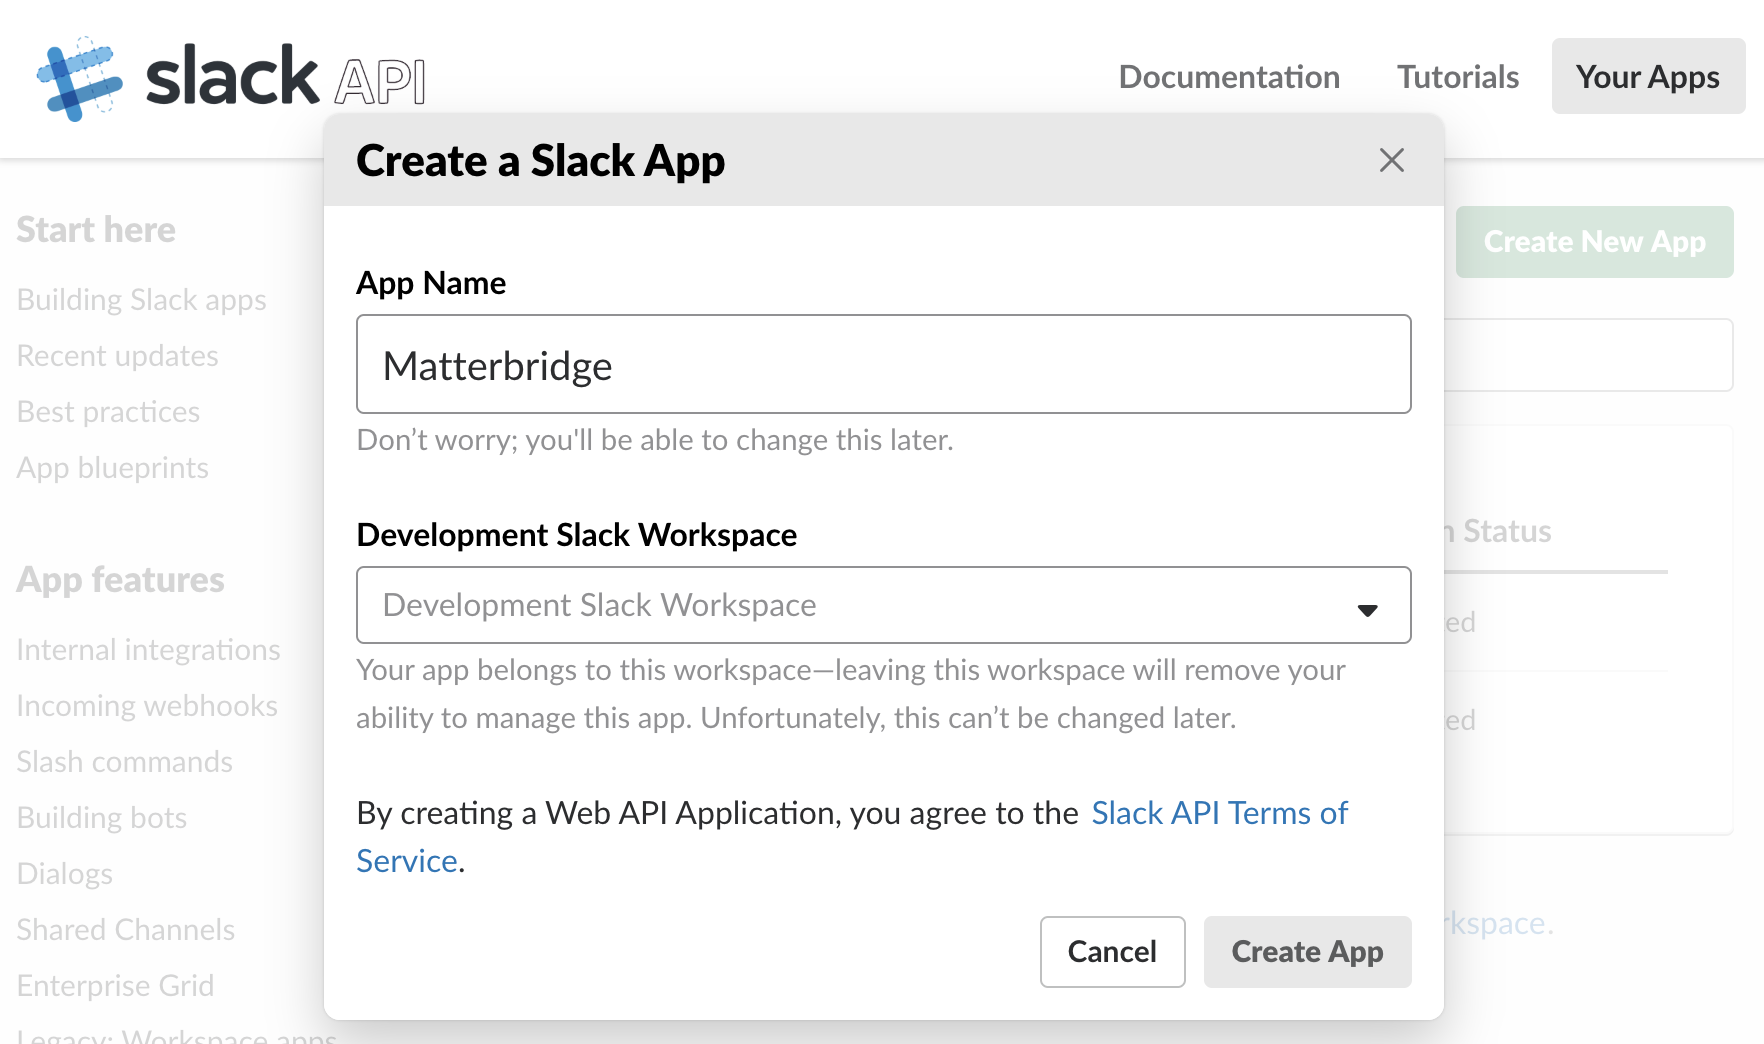 slack API
Documentation
Tutorials
Your Apps
Create a Slack App
Start here
Building Slack apps
Recent updates
Best practices
App blueprints
App features
Internal integrations
Incoming webhooks
Slash commands
Building bots
Dialogs
Shared Channels
Enterprise Grid
Legacy: Workspace apps
App Name
Matterbridge
Don’t worry; you'll be able to change this later.
Development Slack Workspace
Development Slack Workspace
Your app belongs to this workspace—leaving this workspace will remove your
ability to manage this app. Unfortunately, this can’t be changed later.
By creating a Web API Application, you agree to the Slack API Terms of
Service.
Cancel
Create App
Create New App
n Status
ed
ed
rkspace.